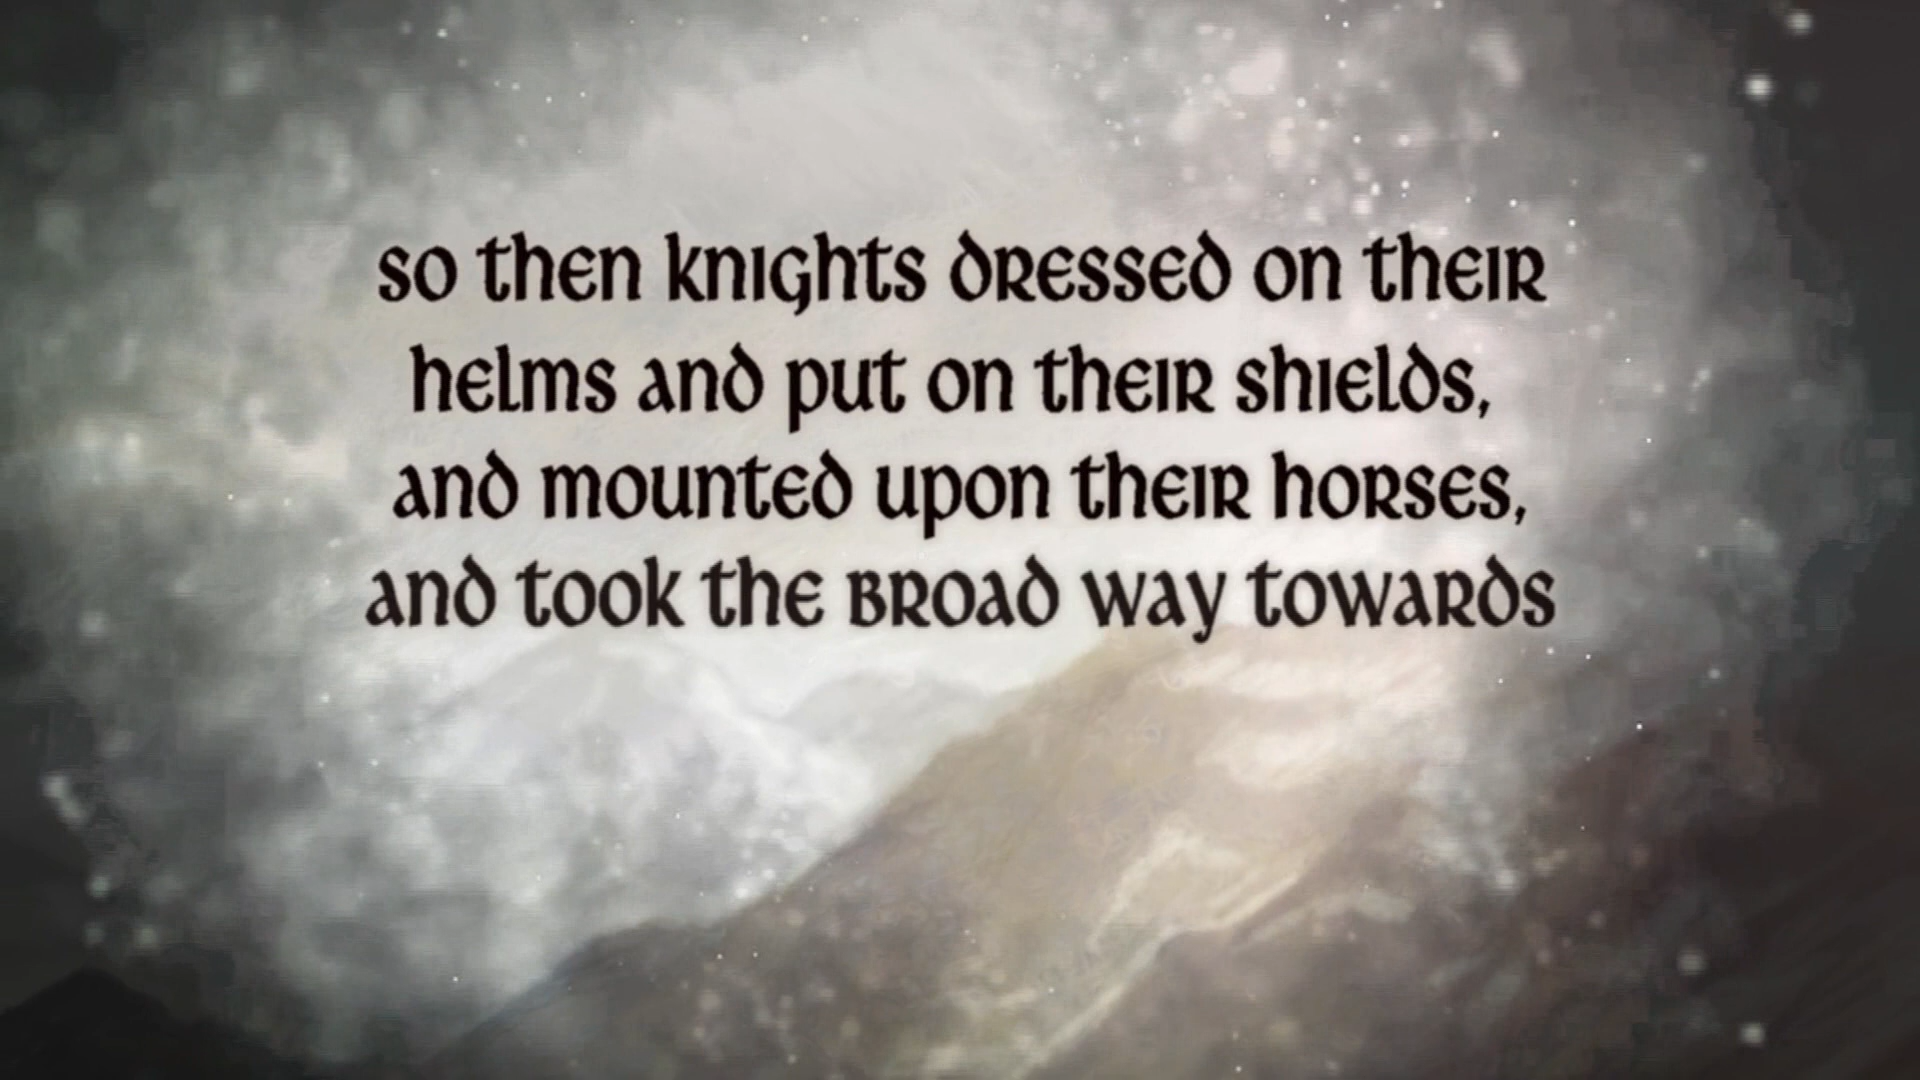 so then knights dressed on their
helms and put on their shields,
and mounted upon their horses,
and took the broad way towards